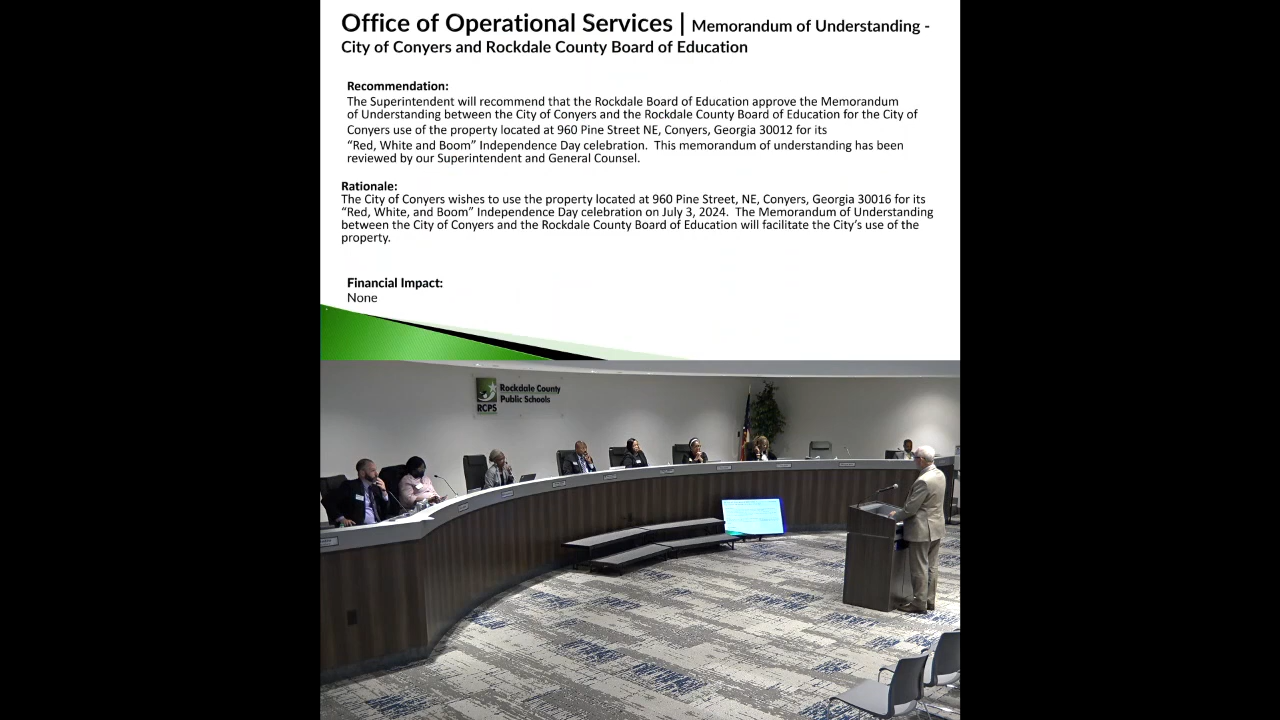 Office of Operational Services | Memorandum of Understanding -
City of Conyers and Rockdale County Board of Education
Recommendation:
The Superintendent will recommend that the Rockdale Board of Education approve the Memorandum
of Understanding between the City of Conyers and the Rockdale County Board of Education for the City of
Conyers use of the property located at 960 Pine Street NE, Conyers, Georgia 30012 for its
“Red, White and Boom” Independence Day celebration. This memorandum of understanding has been
reviewed by our Superintendent and General Counsel.
Rationale:
The City of Conyers wishes to use the property located at 960 Pine Street, NE, Conyers, Georgia 30016 for its
“Red, White, and Boom” Independence Day celebration on July 3, 2024. The Memorandum of Understanding
between the City of Conyers and the Rockdale County Board of Education will facilitate the City’s use of the
property.
Financial Impact:
None
Rockdale County
Public Schools
RCPS